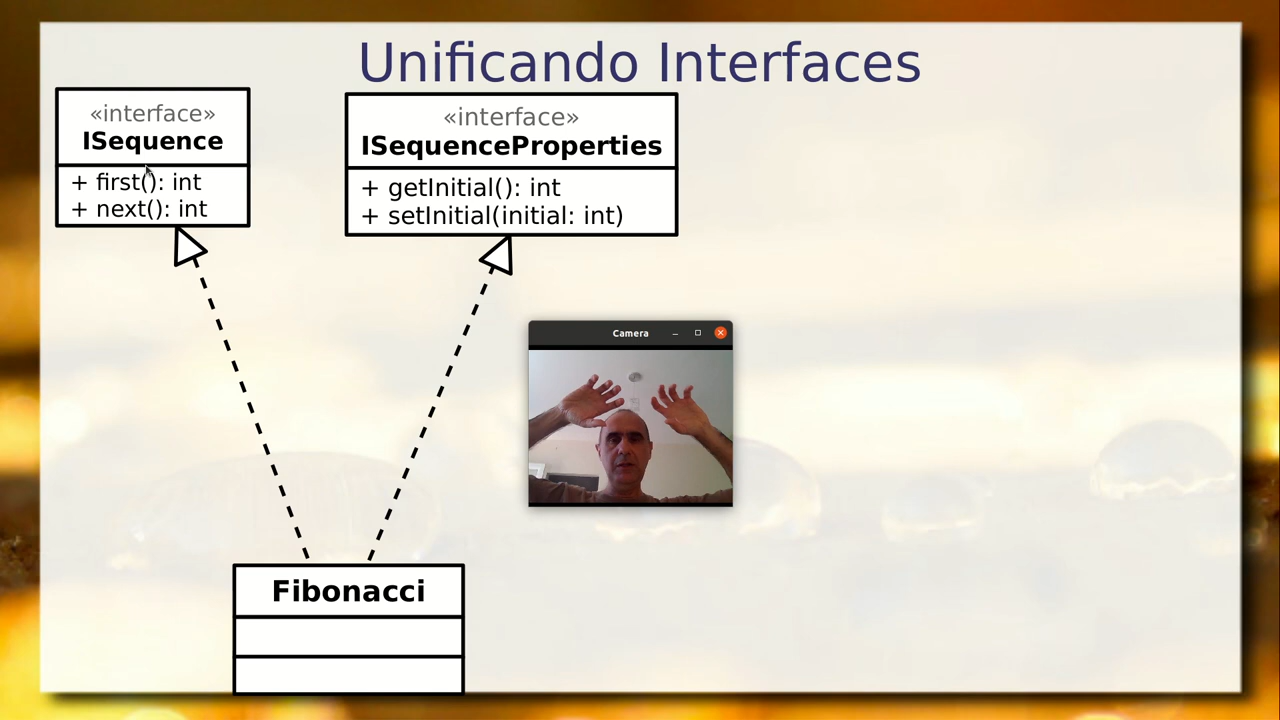 Unificando Interfaces
«interface»
ISequence
+ first(): int
+ next(): int
«interface»
ISequenceProperties
+ getInitial(): int
+ setInitial(initial: int)
Camera
Fibonacci